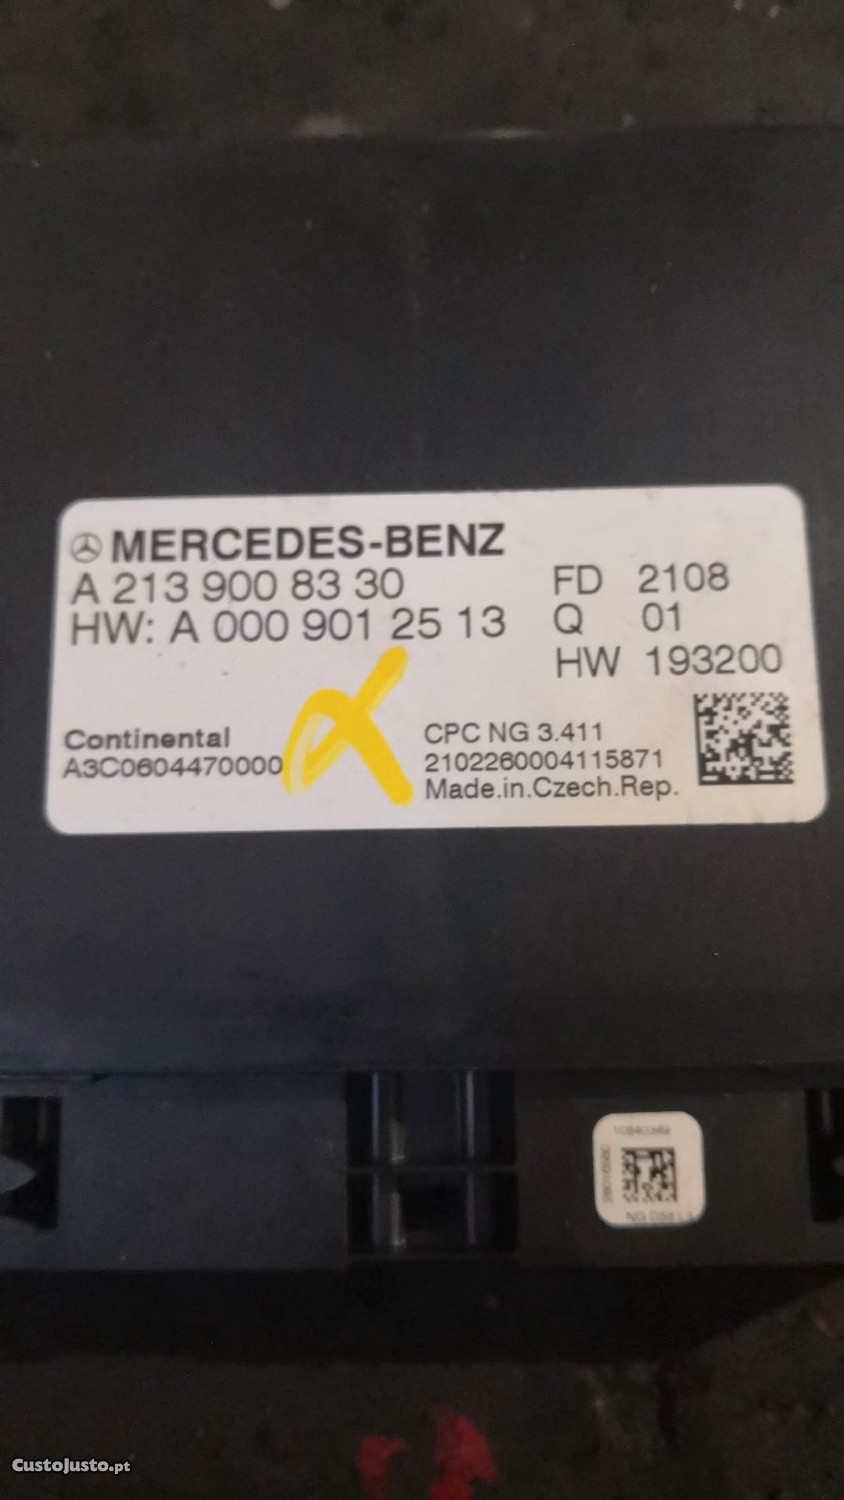 MERCEDES-BENZ
A 213 900 83 30
HW: A 000 901 25 13
FD 2108
Q 01
HW 193200
Continental
A3C0604470000
CPC NG 3.411
2102260004115871
Made.in.Czech.Rep.
CustoJusto.pt